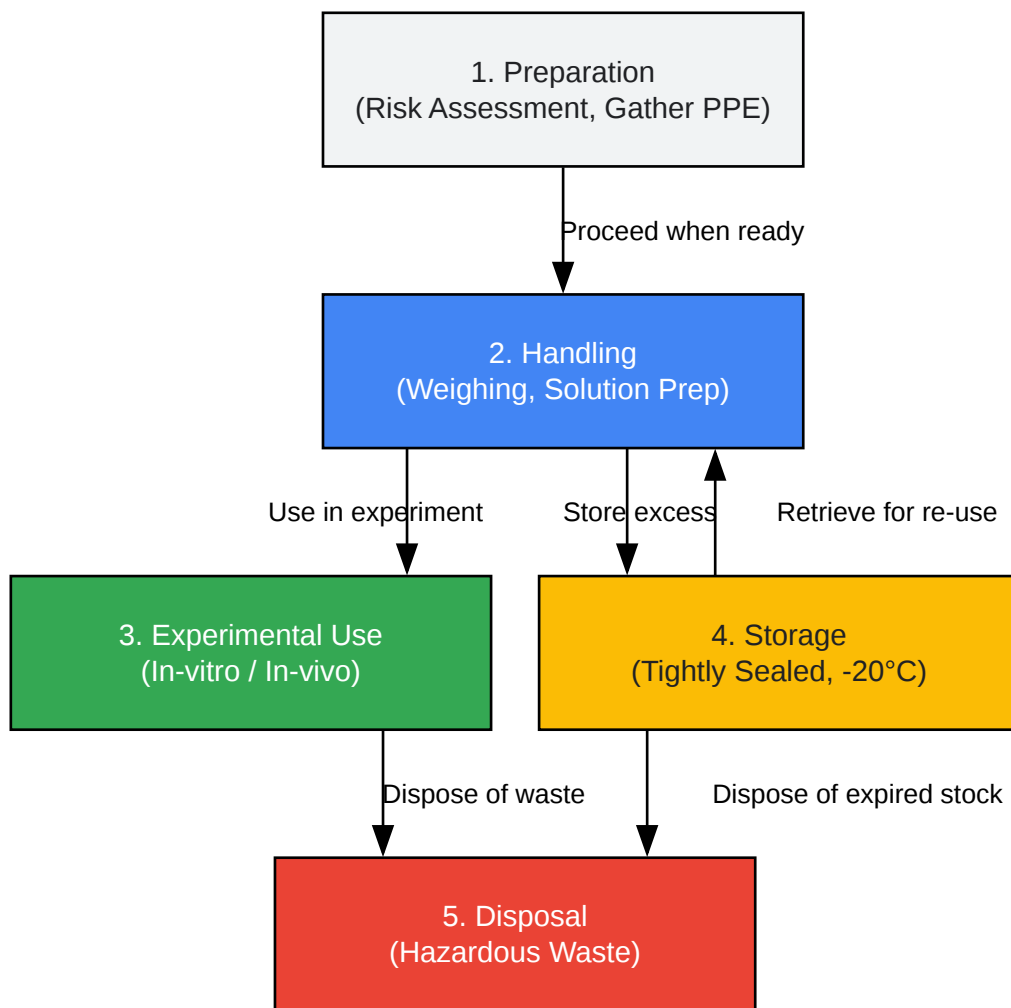 1. Preparation
(Risk Assessment, Gather PPE)
Proceed when ready
2. Handling
(Weighing, Solution Prep)
Use in experiment
Store excess
Retrieve for re-use
3. Experimental Use
(In-vitro / In-vivo)
4. Storage
(Tightly Sealed, -20°C)
Dispose of waste
Dispose of expired stock
5. Disposal
(Hazardous Waste)